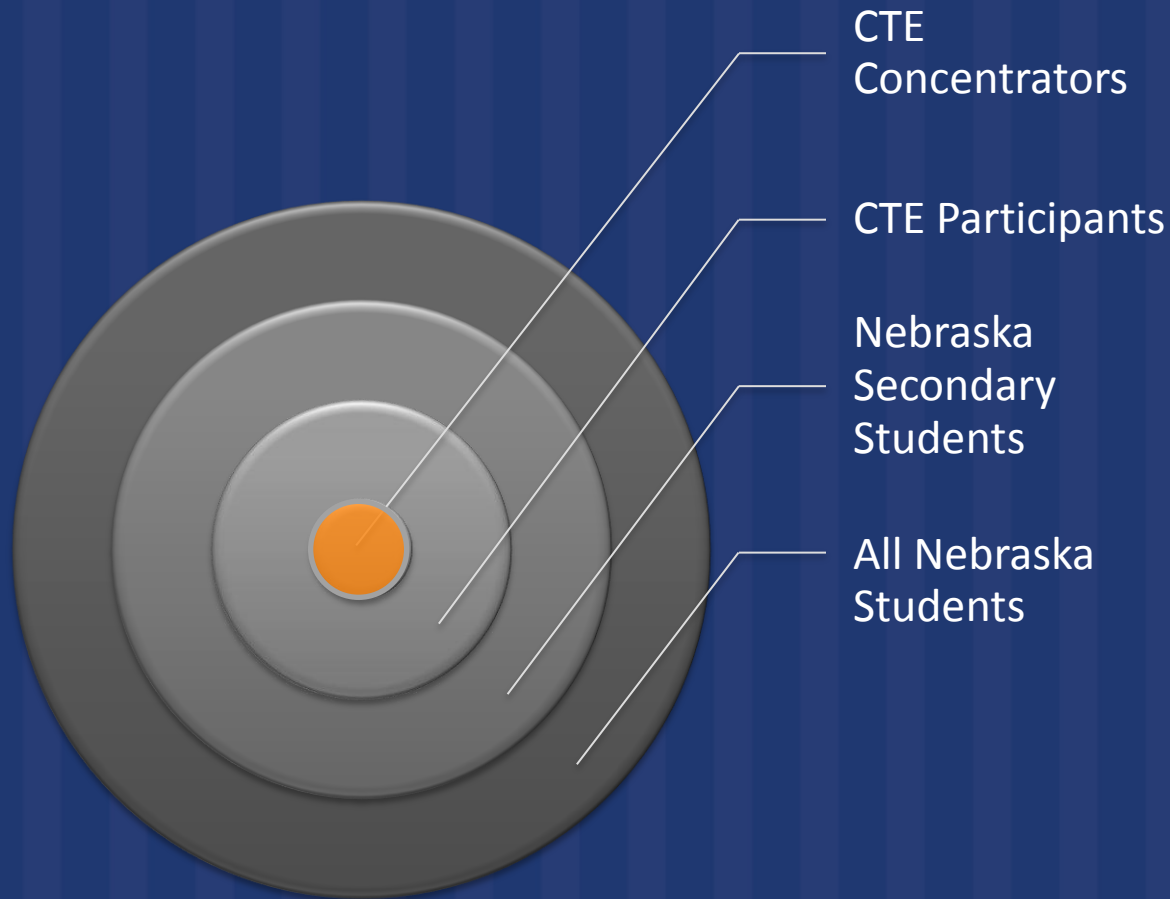 CTE
Concentrators
CTE Participants
Nebraska
Secondary
Students
All Nebraska
Students